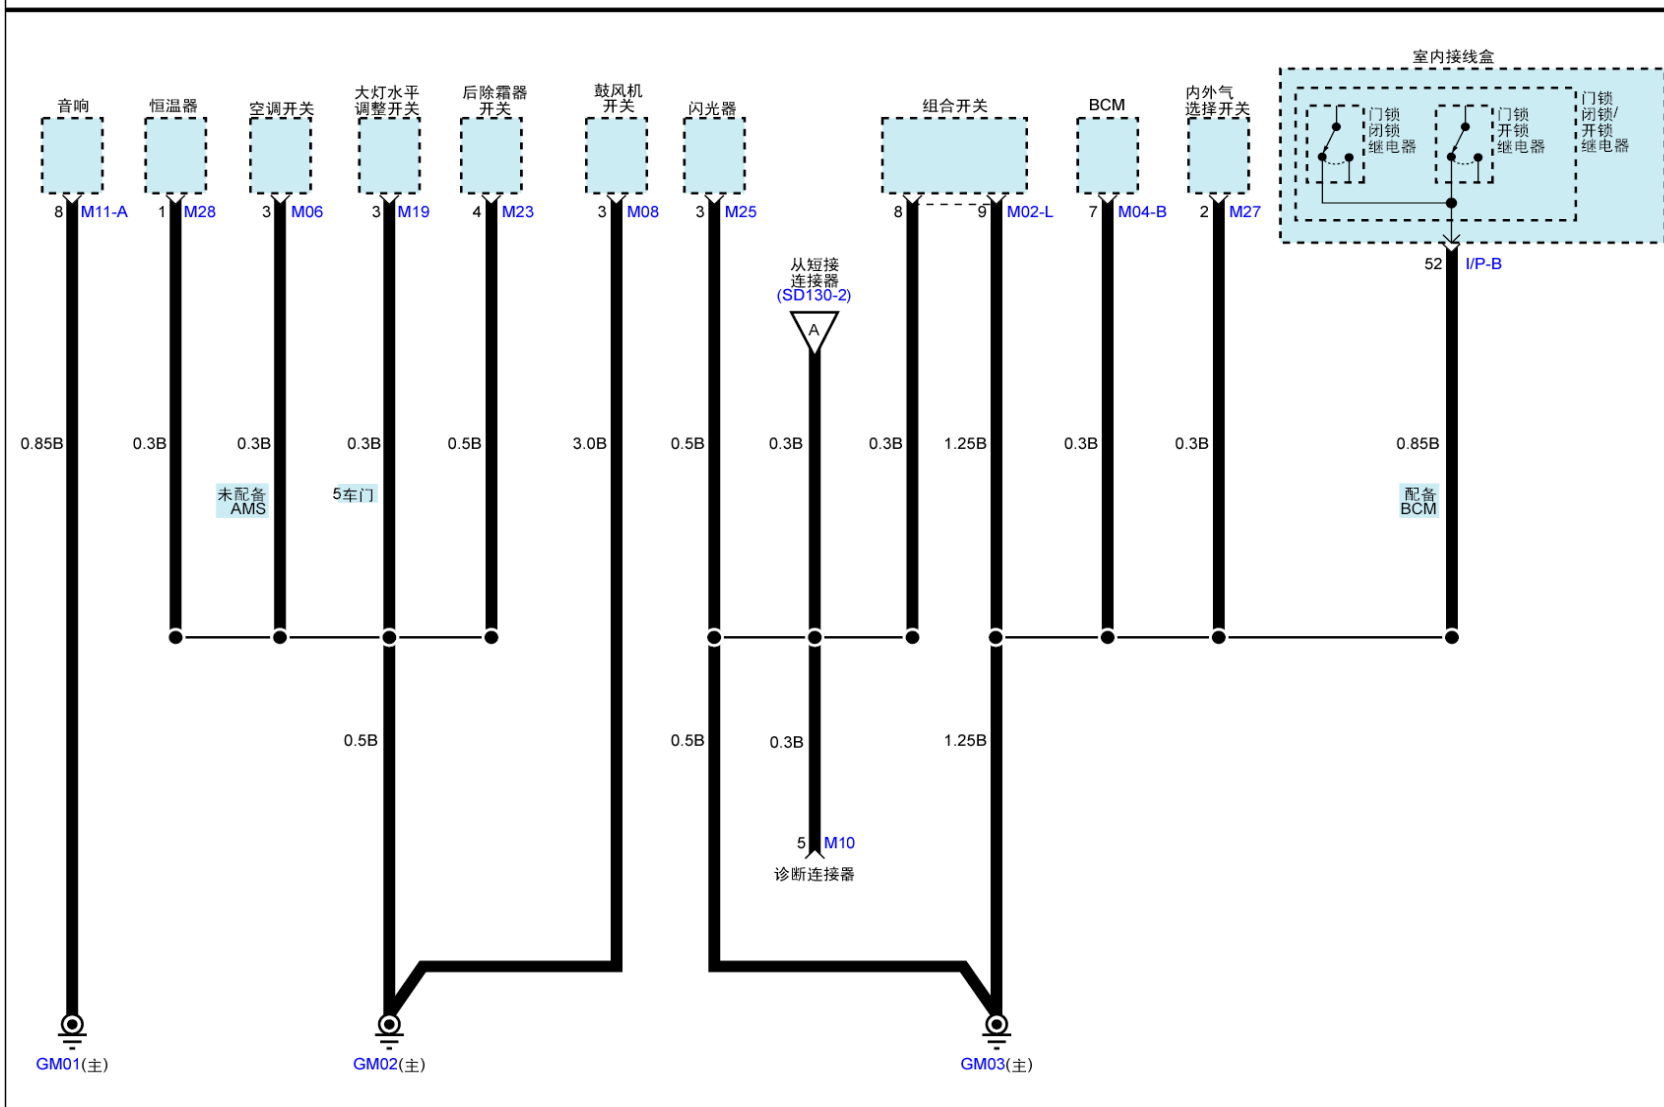 室内接线盒
音响
恒温器
空调开关
大灯水平
调整开关
后除霜器
开关
鼓风机
开关
闪光器
组合开关
BCM
内外气
选择开关
门锁
闭锁
继电器
门锁
开锁
继电器
门锁
闭锁/
开锁
继电器
8 M11-A
1 M28
3 M06
3 M19
4 M23
3 M08
3 M25
8
9 M02-L
7 M04-B
2 M27
52 I/P-B
从短接
连接器
(SD130-2)
A
0.85B
0.3B
0.3B
0.3B
0.5B
3.0B
0.5B
0.3B
0.3B
1.25B
0.3B
0.3B
0.85B
未配备
AMS
5车门
配备
BCM
0.5B
0.5B
0.3B
1.25B
5 M10
诊断连接器
GM01(主)
GM02(主)
GM03(主)